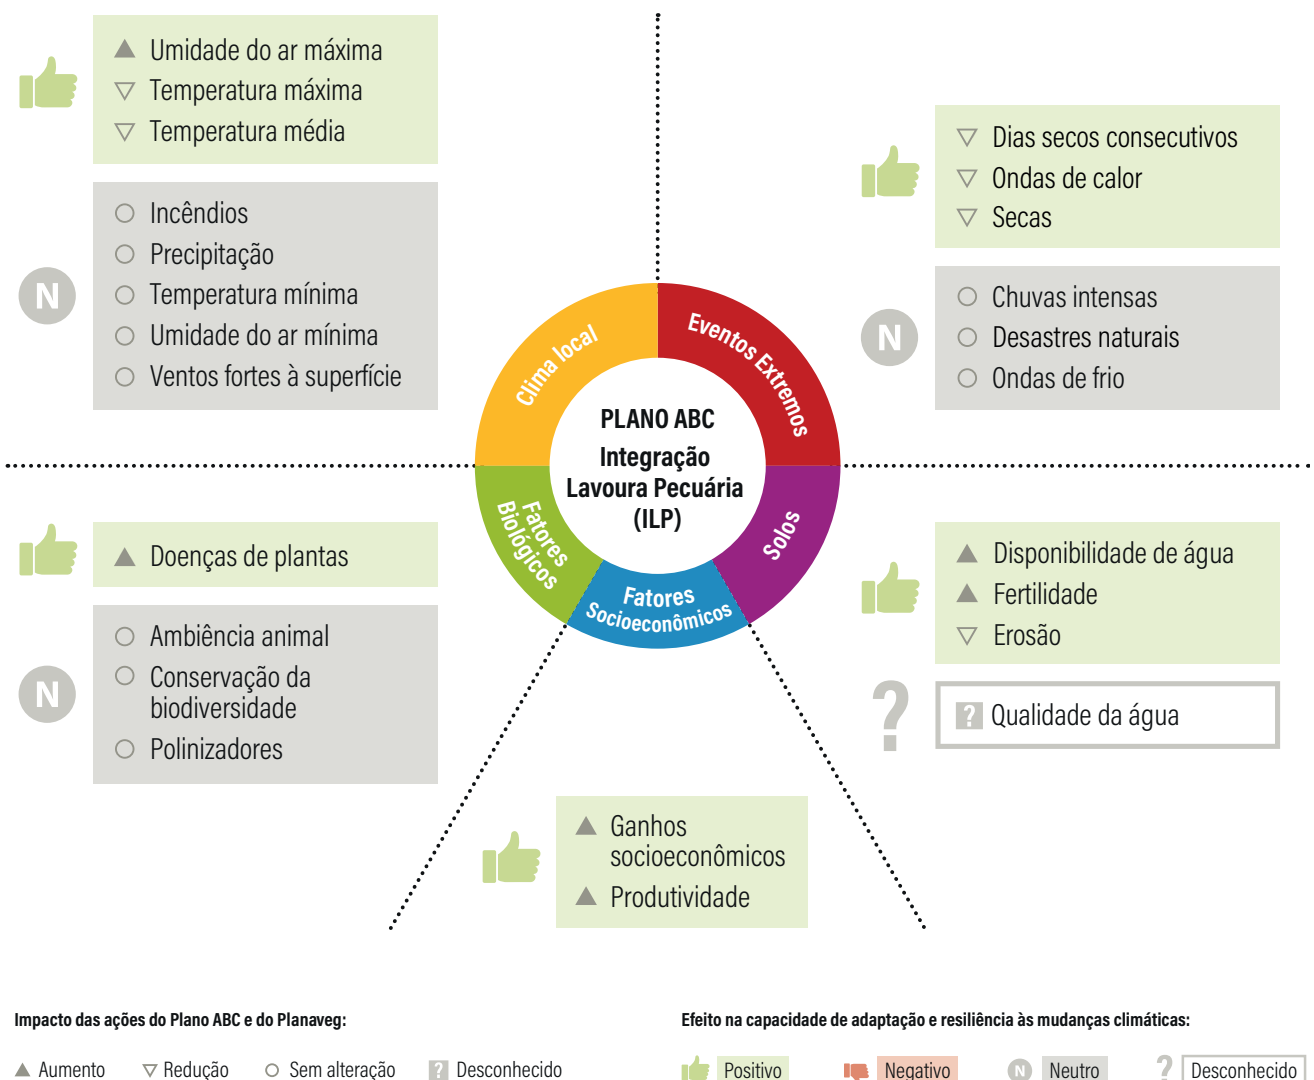 Umidade do ar máxima
Temperatura máxima
Temperatura média
N
Incêndios
Precipitação
Temperatura mínima
Umidade do ar mínima
Ventos fortes à superfície
Dias secos consecutivos
Ondas de calor
Secas
N
Chuvas intensas
Desastres naturais
Ondas de frio
Clima local
Eventos Extremos
PLANO ABC
Integração
Lavoura Pecuária
(ILP)
Fatores
Biológicos
Fatores
Socioeconômicos
Solos
Doenças de plantas
N
Ambiência animal
Conservação da
biodiversidade
Polinizadores
Disponibilidade de água
Fertilidade
Erosão
?
? Qualidade da água
Ganhos
socioeconômicos
Produtividade
Impacto das ações do Plano ABC e do Planaveg:
Aumento
Redução
Sem alteração
? Desconhecido
Efeito na capacidade de adaptação e resiliência às mudanças climáticas:
Positivo
Negativo
N Neutro
? Desconhecido